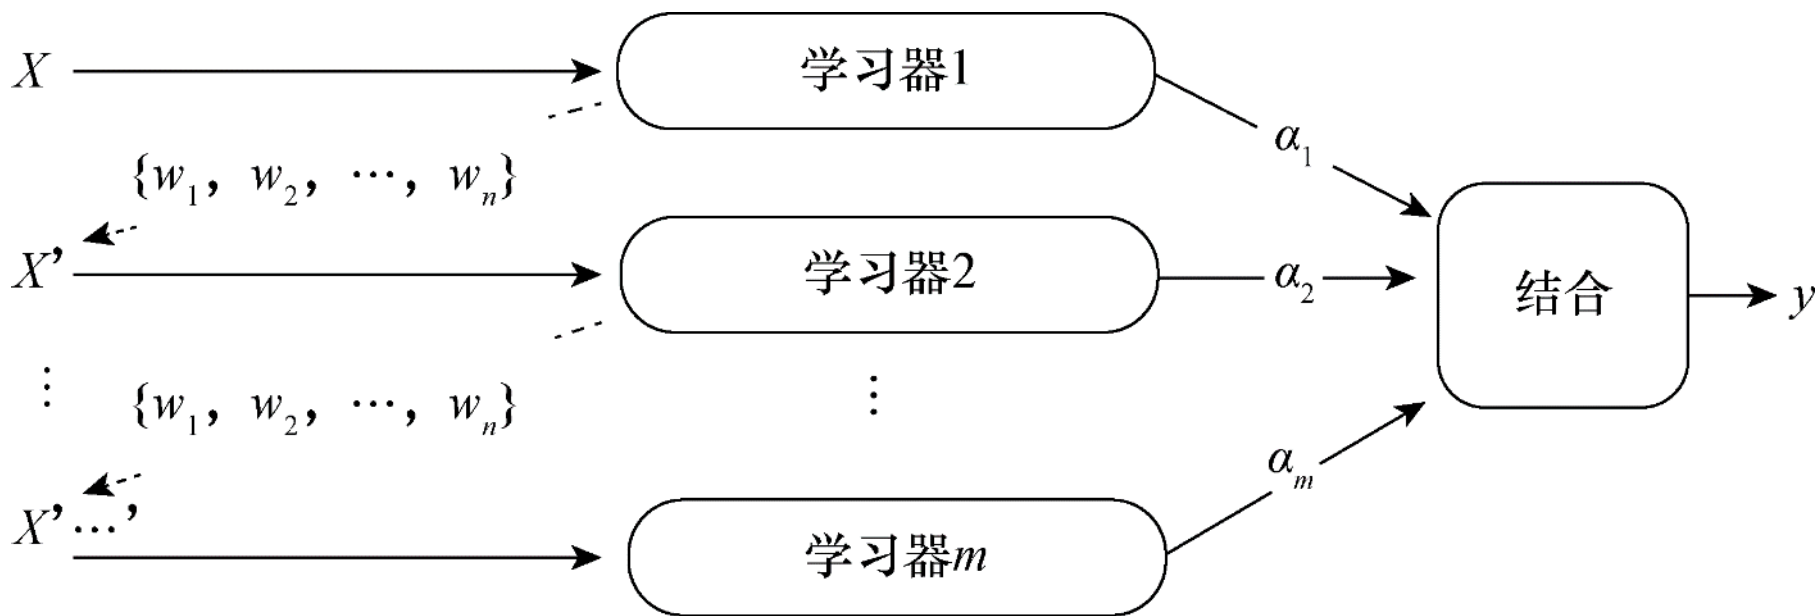 X
学习器1
α₁
{w₁, w₂, ⋯, wₙ}
X’
学习器2
α₂
结合
y
⋮
⋮
{w₁, w₂, ⋯, wₙ}
αₘ
X’⋯’
学习器m